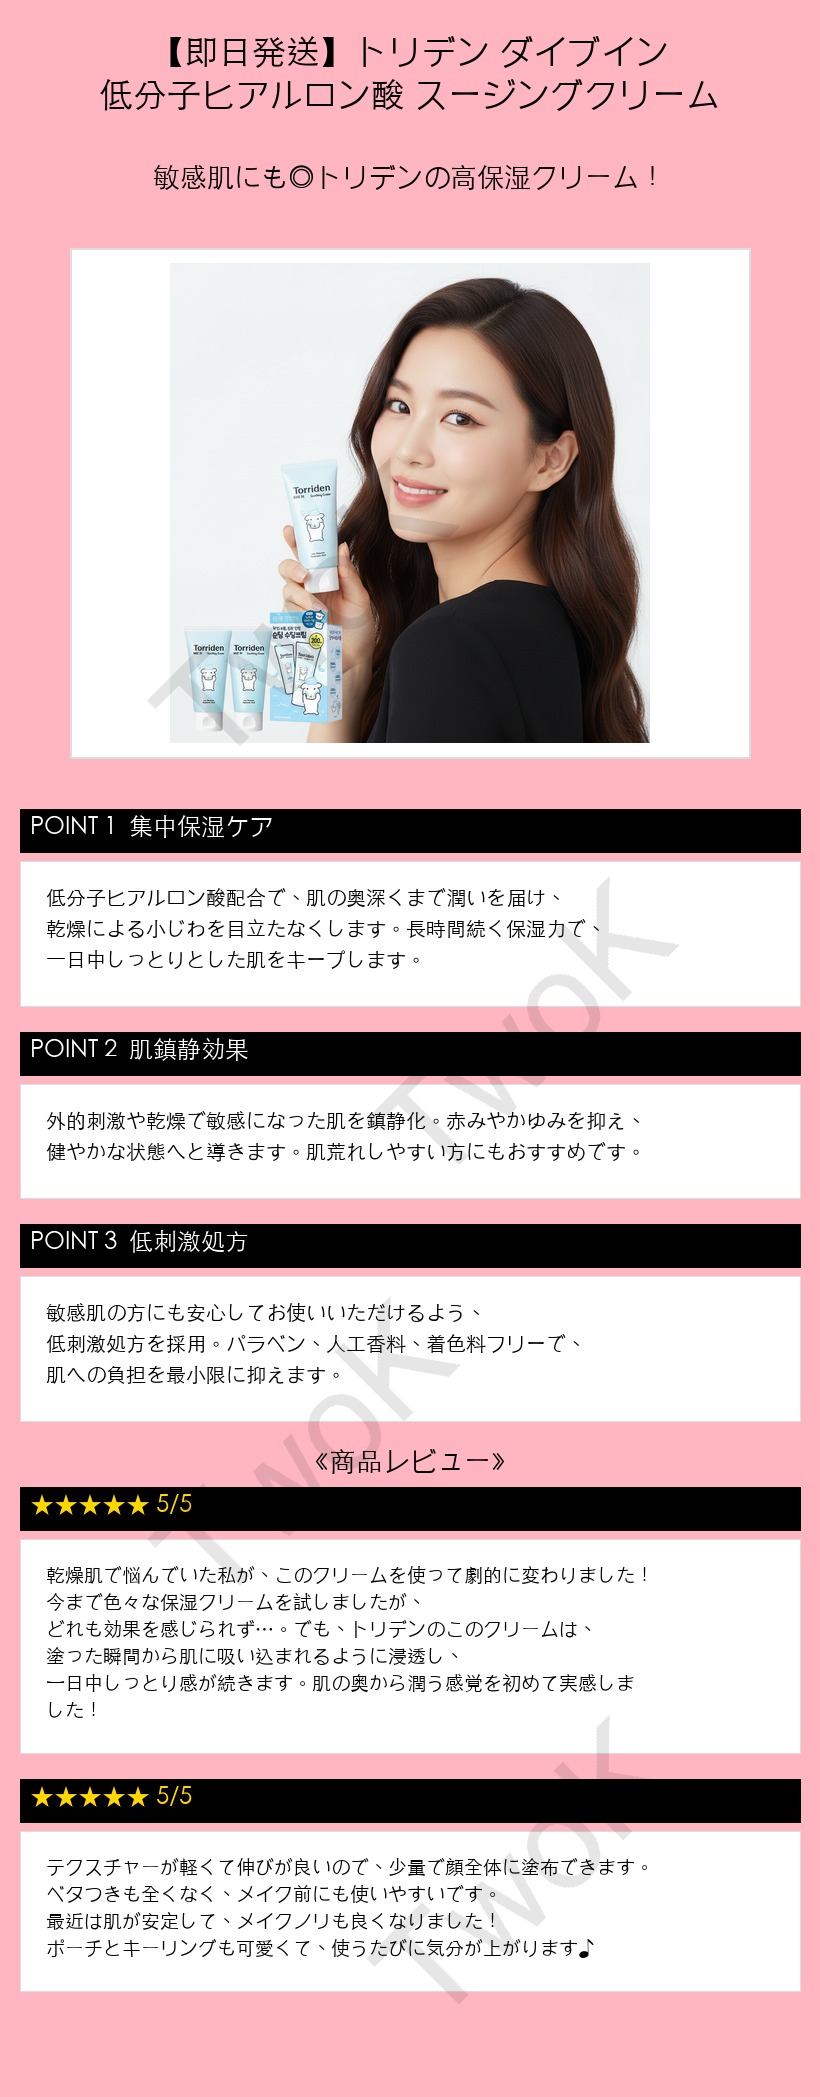 【即日発送】トリデン ダイブイン
低分子ヒアルロン酸 スージングクリーム
敏感肌にも◎トリデンの高保湿クリーム！
Torriden
DIVE IN Soothing Cream
Torriden
DIVE IN Soothing Cream
Torriden
DIVE IN Soothing Cream
순딤 수딩크림
200
Torriden
Torriden
POINT 1 集中保湿ケア
低分子ヒアルロン酸配合で、肌の奥深くまで潤いを届け、
乾燥による小じわを目立たなくします。長時間続く保湿力で、
一日中しっとりとした肌をキープします。
POINT 2 肌鎮静効果
外的刺激や乾燥で敏感になった肌を鎮静化。赤みやかゆみを抑え、
健やかな状態へと導きます。肌荒れしやすい方にもおすすめです。
POINT 3 低刺激処方
敏感肌の方にも安心してお使いいただけるよう、
低刺激処方を採用。パラベン、人工香料、着色料フリーで、
肌への負担を最小限に抑えます。
《商品レビュー》
★★★★★ 5/5
乾燥肌で悩んでいた私が、このクリームを使って劇的に変わりました！
今まで色々な保湿クリームを試しましたが、
どれも効果を感じられず…。でも、トリデンのこのクリームは、
塗った瞬間から肌に吸い込まれるように浸透し、
一日中しっとり感が続きます。肌の奥から潤う感覚を初めて実感しま
した！
★★★★★ 5/5
テクスチャーが軽くて伸びが良いので、少量で顔全体に塗布できます。
ベタつきも全くなく、メイク前にも使いやすいです。
最近は肌が安定して、メイクノリも良くなりました！
ポーチとキーリングも可愛くて、使うたびに気分が上がります♪
TwoK
TwoK
TwoK
TwoK